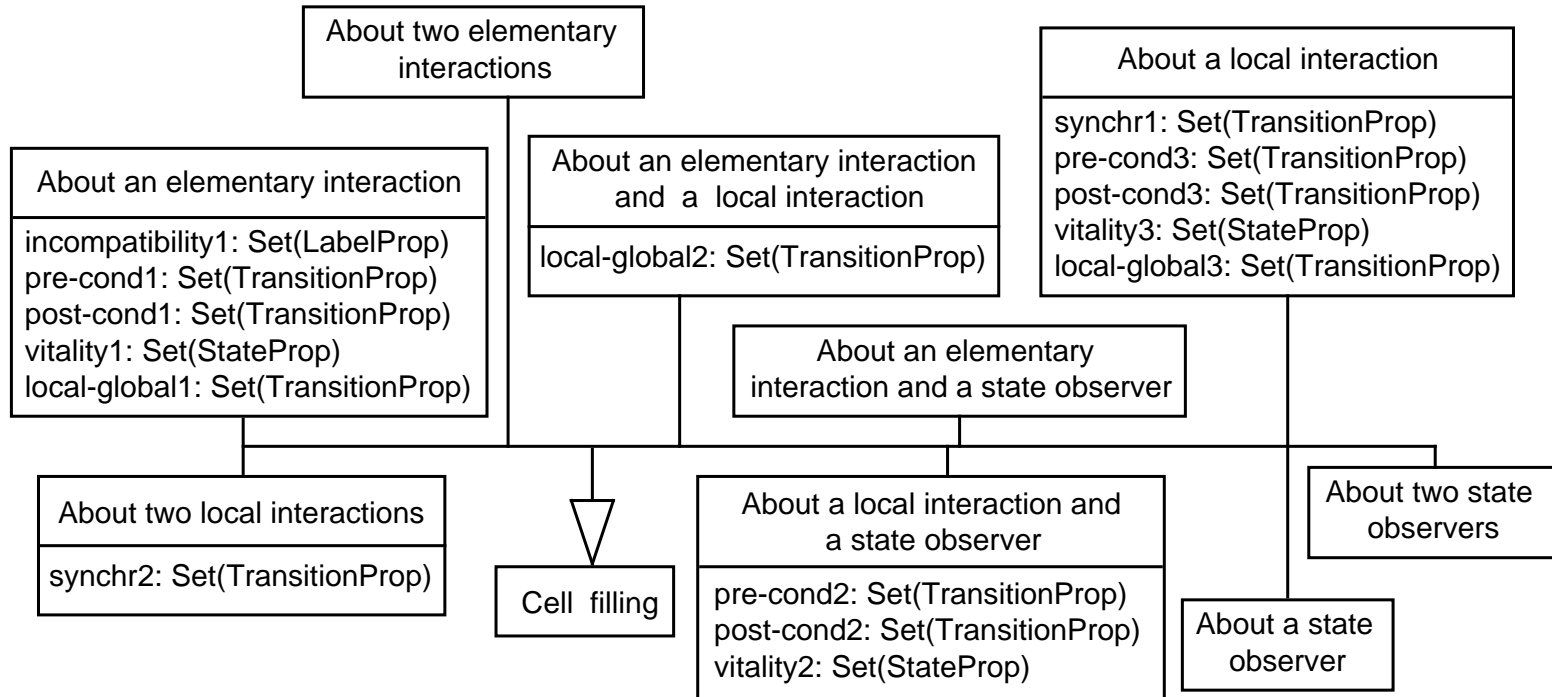 About two elementary
interactions
About a local interaction
synchr1: Set(TransitionProp)
pre-cond3: Set(TransitionProp)
post-cond3: Set(TransitionProp)
vitality3: Set(StateProp)
local-global3: Set(TransitionProp)
About an elementary interaction
incompatibility1: Set(LabelProp)
pre-cond1: Set(TransitionProp)
post-cond1: Set(TransitionProp)
vitality1: Set(StateProp)
local-global1: Set(TransitionProp)
About an elementary interaction
and a local interaction
local-global2: Set(TransitionProp)
About an elementary
interaction and a state observer
About two local interactions
synchr2: Set(TransitionProp)
Cell filling
About a local interaction and
a state observer
pre-cond2: Set(TransitionProp)
post-cond2: Set(TransitionProp)
vitality2: Set(StateProp)
About two state
observers
About a state
observer